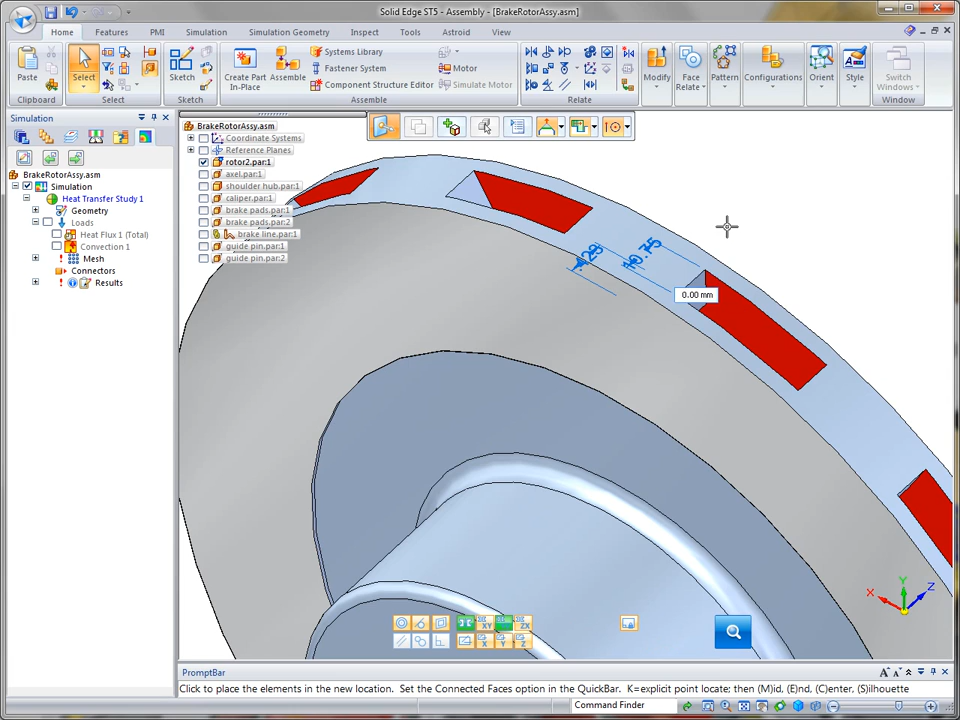 Solid Edge ST5 - Assembly - [BrakeRotorAssy.asm]
Home Features PMI Simulation Simulation Geometry Inspect Tools Astroid View
Paste
Select
Sketch
Create Part In-Place
Assemble
Systems Library
Fastener System
Component Structure Editor
Motor
Simulate Motor
Modify
Face Relate
Pattern
Configurations
Orient
Style
Switch Windows
Clipboard Select Sketch Assemble Relate Window
Simulation
BrakeRotorAssy.asm
Simulation
Heat Transfer Study 1
Geometry
Loads
Heat Flux 1 (Total)
Convection 1
Mesh
Connectors
Results
BrakeRotorAssy.asm
Coordinate Systems
Reference Planes
rotor2.par:1
axel.par:1
shoulder hub.par:1
caliper.par:1
brake pads.par:1
brake pads.par:2
brake line.par:1
guide pin.par:1
guide pin.par:2
0.00 mm
X
Y
Z
XY
ZX
X Y Z
PromptBar
Click to place the elements in the new location. Set the Connected Faces option in the QuickBar. K=explicit point locate; then (M)id, (E)nd, (C)enter, (S)ilhouette
Command Finder